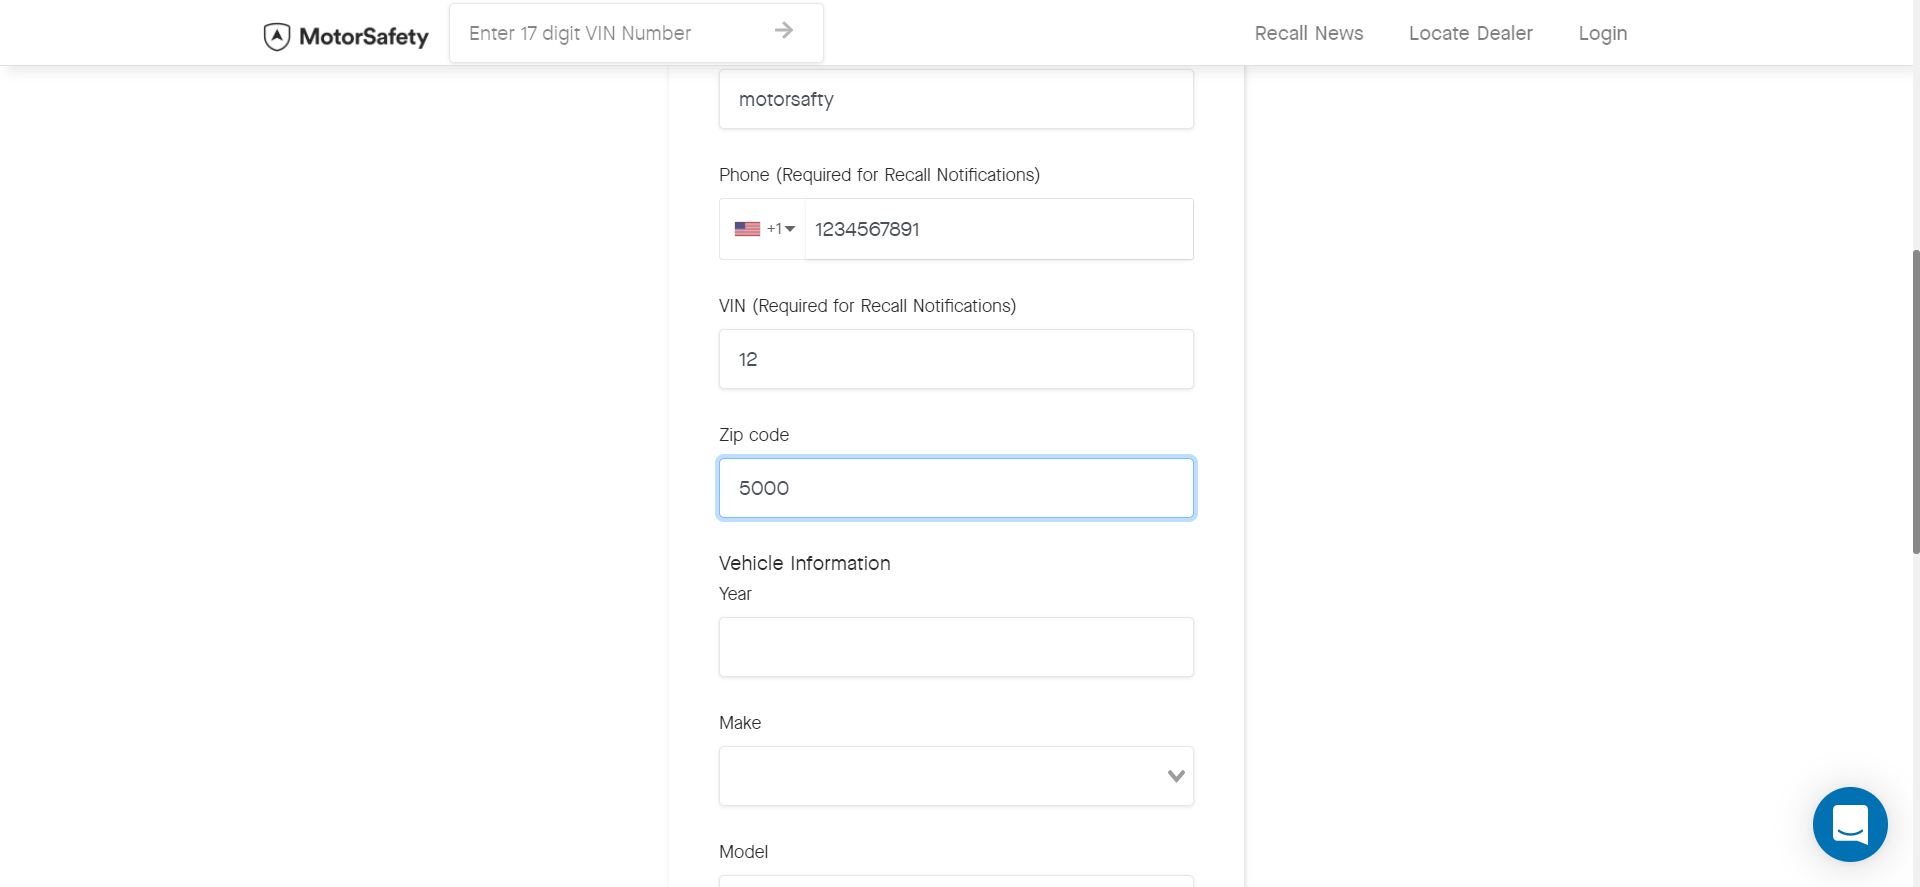 MotorSafety
Enter 17 digit VIN Number
Recall News
Locate Dealer
Login
motorsafty
Phone (Required for Recall Notifications)
+1
1234567891
VIN (Required for Recall Notifications)
12
Zip code
5000
Vehicle Information
Year
Make
Model